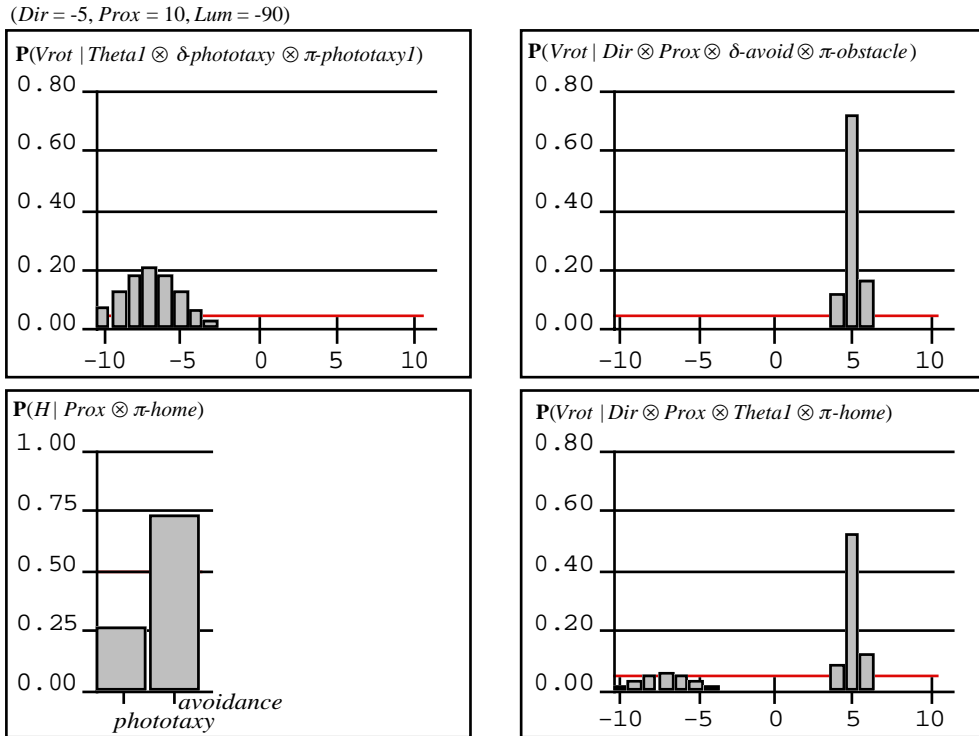 (Dir = -5, Prox = 10, Lum = -90)
P(Vrot | Theta1 ⊗ δ-phototaxy ⊗ π-phototaxy1)
0.80
0.60
0.40
0.20
0.00
-10 -5 0 5 10
P(Vrot | Dir ⊗ Prox ⊗ δ-avoid ⊗ π-obstacle)
0.80
0.60
0.40
0.20
0.00
-10 -5 0 5 10
P(H | Prox ⊗ π-home)
1.00
0.75
0.50
0.25
0.00
avoidance
phototaxy
P(Vrot | Dir ⊗ Prox ⊗ Theta1 ⊗ π-home)
0.80
0.60
0.40
0.20
0.00
-10 -5 0 5 10